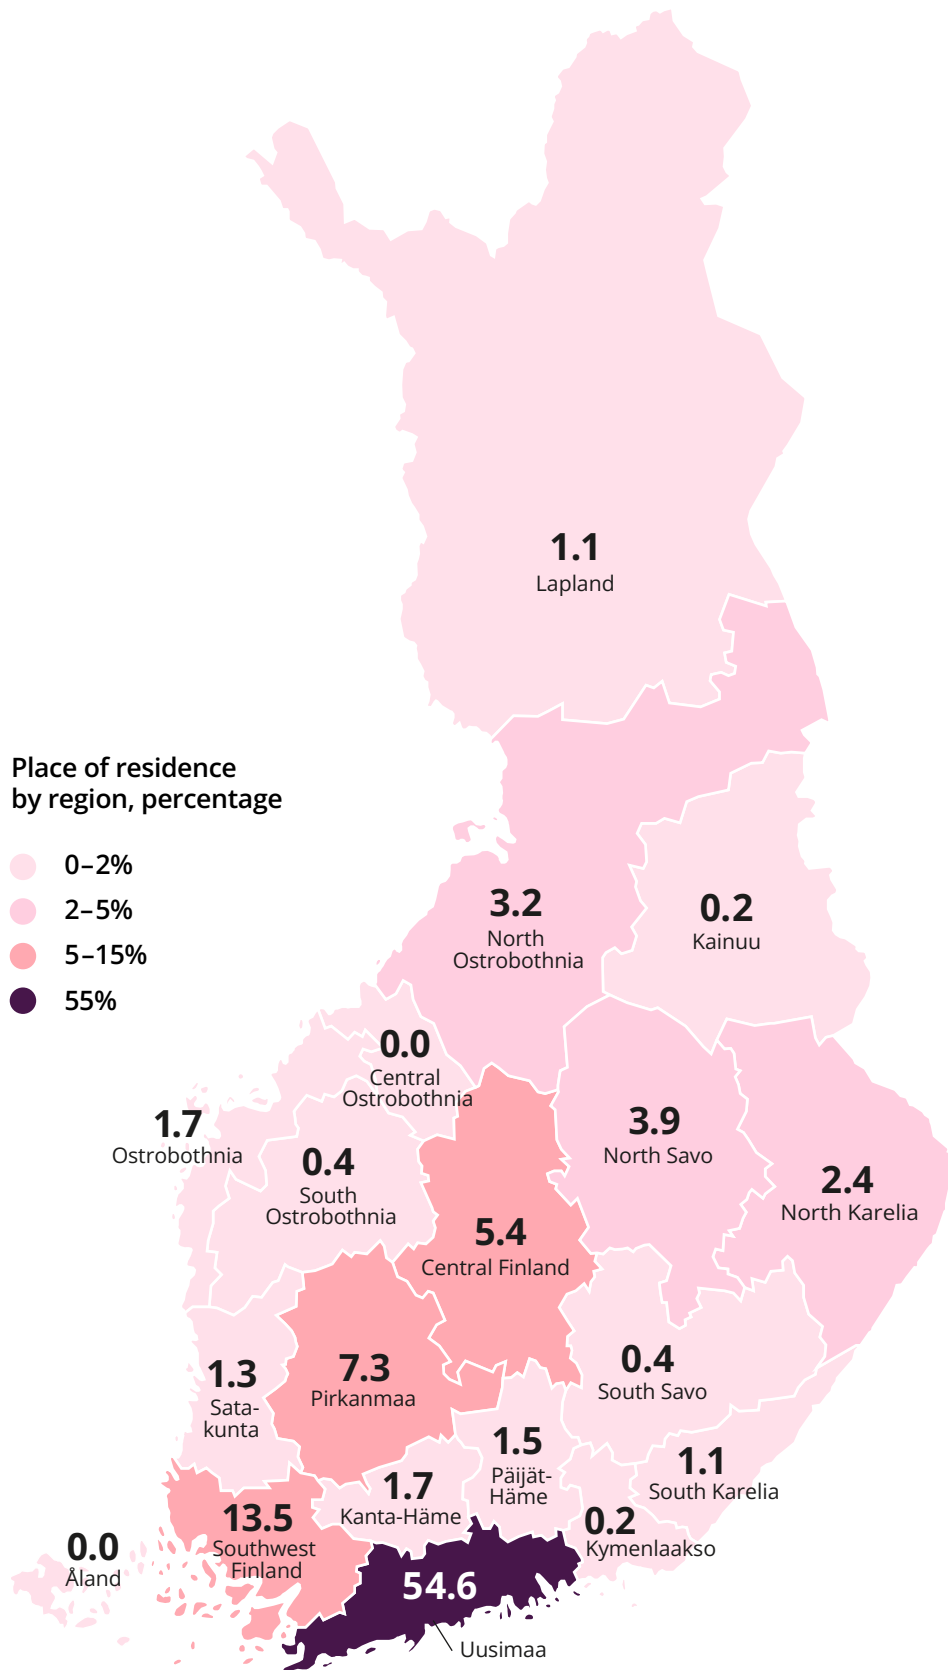 1.1
Lapland
Place of residence
by region, percentage
0–2%
2–5%
5–15%
55%
3.2
North
Ostrobothnia
0.2
Kainuu
0.0
Central
Ostrobothnia
1.7
Ostrobothnia
0.4
South
Ostrobothnia
3.9
North Savo
2.4
North Karelia
5.4
Central Finland
1.3
Sata-
kunta
7.3
Pirkanmaa
0.4
South Savo
1.5
Päijät-
Häme
1.1
South Karelia
1.7
Kanta-Häme
0.2
Kymenlaakso
13.5
Southwest
Finland
0.0
Åland
54.6
Uusimaa